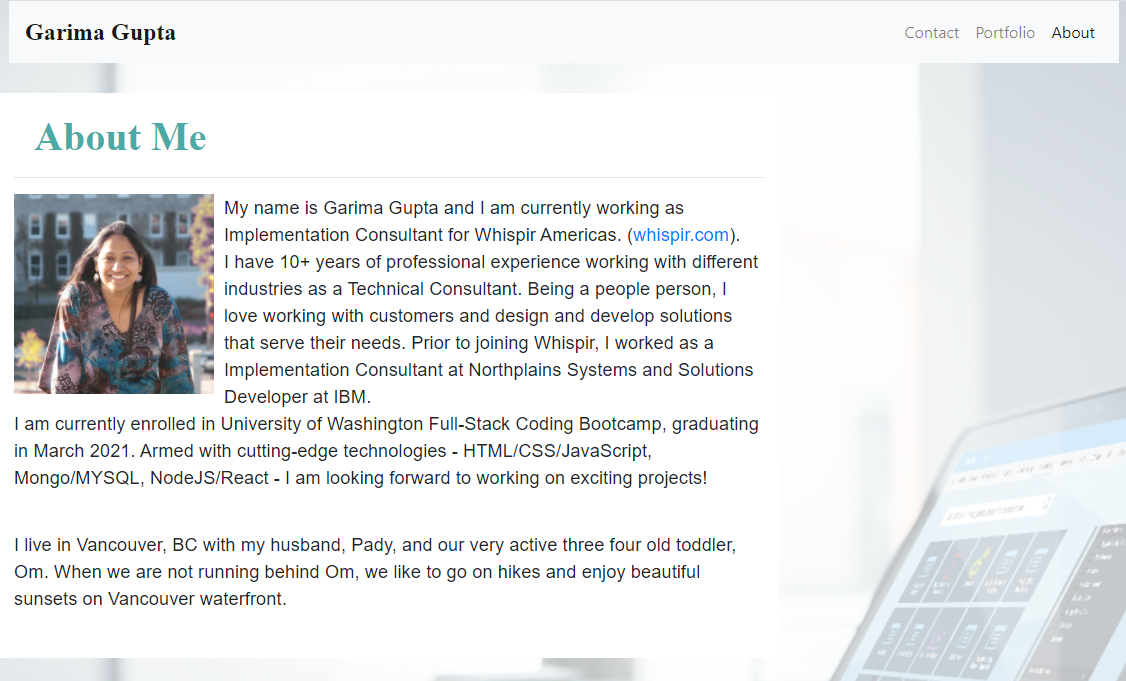 Garima Gupta
Contact Portfolio About
About Me
My name is Garima Gupta and I am currently working as
Implementation Consultant for Whispir Americas. (whispir.com).
I have 10+ years of professional experience working with different
industries as a Technical Consultant. Being a people person, I
love working with customers and design and develop solutions
that serve their needs. Prior to joining Whispir, I worked as a
Implementation Consultant at Northplains Systems and Solutions
Developer at IBM.
I am currently enrolled in University of Washington Full-Stack Coding Bootcamp, graduating
in March 2021. Armed with cutting-edge technologies - HTML/CSS/JavaScript,
Mongo/MYSQL, NodeJS/React - I am looking forward to working on exciting projects!
I live in Vancouver, BC with my husband, Pady, and our very active three four old toddler,
Om. When we are not running behind Om, we like to go on hikes and enjoy beautiful
sunsets on Vancouver waterfront.